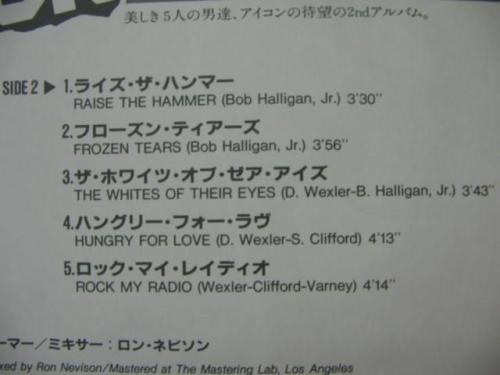 美しき5人の男達、アイコンの待望の2ndアルバム。
SIDE 2 ▶ 1.ライズ・ザ・ハンマー
RAISE THE HAMMER (Bob Halligan, Jr.) 3'30''
2.フローズン・ティアーズ
FROZEN TEARS (Bob Halligan, Jr.) 3'56''
3.ザ・ホワイツ・オブ・ゼア・アイズ
THE WHITES OF THEIR EYES (D. Wexler-B. Halligan, Jr.) 3'43''
4.ハングリー・フォー・ラヴ
HUNGRY FOR LOVE (D. Wexler-S. Clifford) 4'13''
5.ロック・マイ・レイディオ
ROCK MY RADIO (Wexler-Clifford-Varney) 4'14''
ーマー/ミキサー:ロン・ネビソン
ixed by Ron Nevison/Mastered at The Mastering Lab, Los Angeles